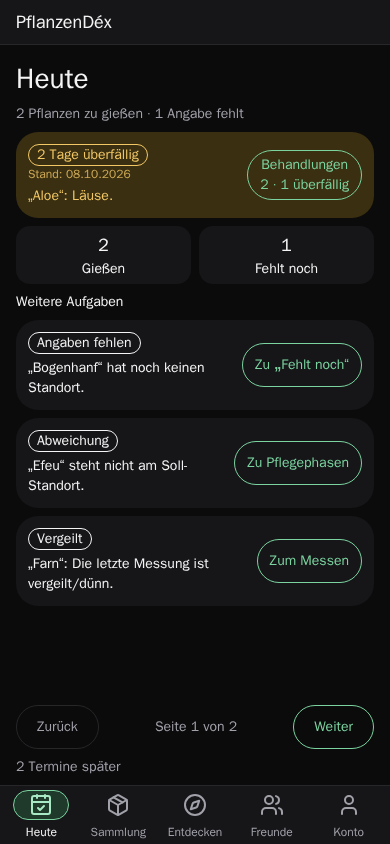 PflanzenDéx
Heute
2 Pflanzen zu gießen · 1 Angabe fehlt
2 Tage überfällig
Stand: 08.10.2026
„Aloe“: Läuse.
Behandlungen
2 · 1 überfällig
2
Gießen
1
Fehlt noch
Weitere Aufgaben
Angaben fehlen
„Bogenhanf“ hat noch keinen
Standort.
Zu „Fehlt noch“
Abweichung
„Efeu“ steht nicht am Soll-
Standort.
Zu Pflegephasen
Vergeilt
„Farn“: Die letzte Messung ist
vergeilt/dünn.
Zum Messen
Zurück
Seite 1 von 2
Weiter
2 Termine später
Heute
Sammlung
Entdecken
Freunde
Konto